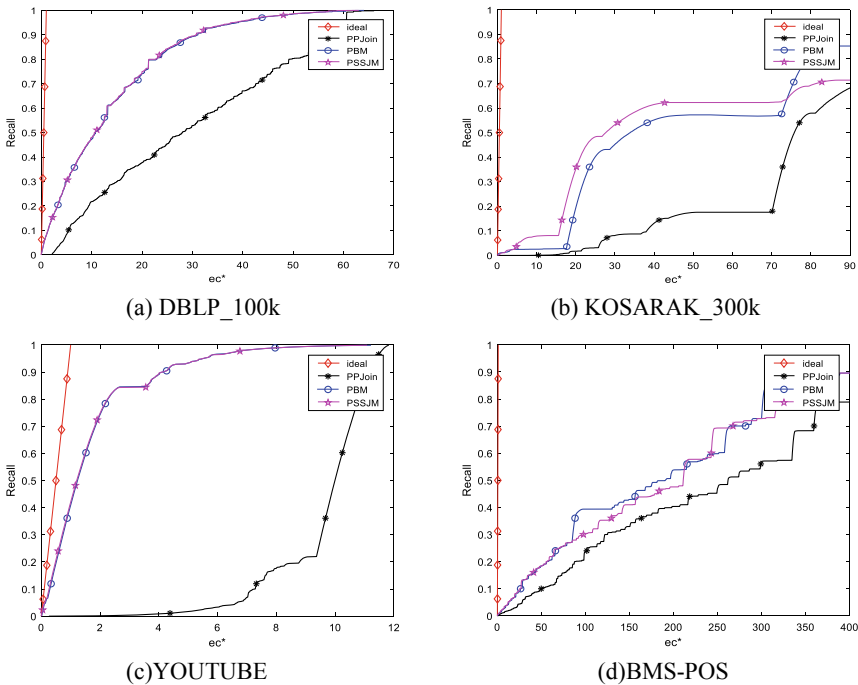 1
0.9
0.8
0.7
0.6
0.5
0.4
0.3
0.2
0.1
0
Recall
0 10 20 30 40 50 60 70
ec*
ideal
PPJoin
PBM
PSSJM
(a) DBLP_100k
1
0.9
0.8
0.7
0.6
0.5
0.4
0.3
0.2
0.1
0
Recall
0 10 20 30 40 50 60 70 80 90
ec*
ideal
PPJoin
PBM
PSSJM
(b) KOSARAK_300k
1
0.9
0.8
0.7
0.6
0.5
0.4
0.3
0.2
0.1
0
Recall
0 2 4 6 8 10 12
ec*
ideal
PPJoin
PBM
PSSJM
(c)YOUTUBE
1
0.9
0.8
0.7
0.6
0.5
0.4
0.3
0.2
0.1
0
Recall
0 50 100 150 200 250 300 350 400
ec*
ideal
PPJoin
PBM
PSSJM
(d)BMS-POS